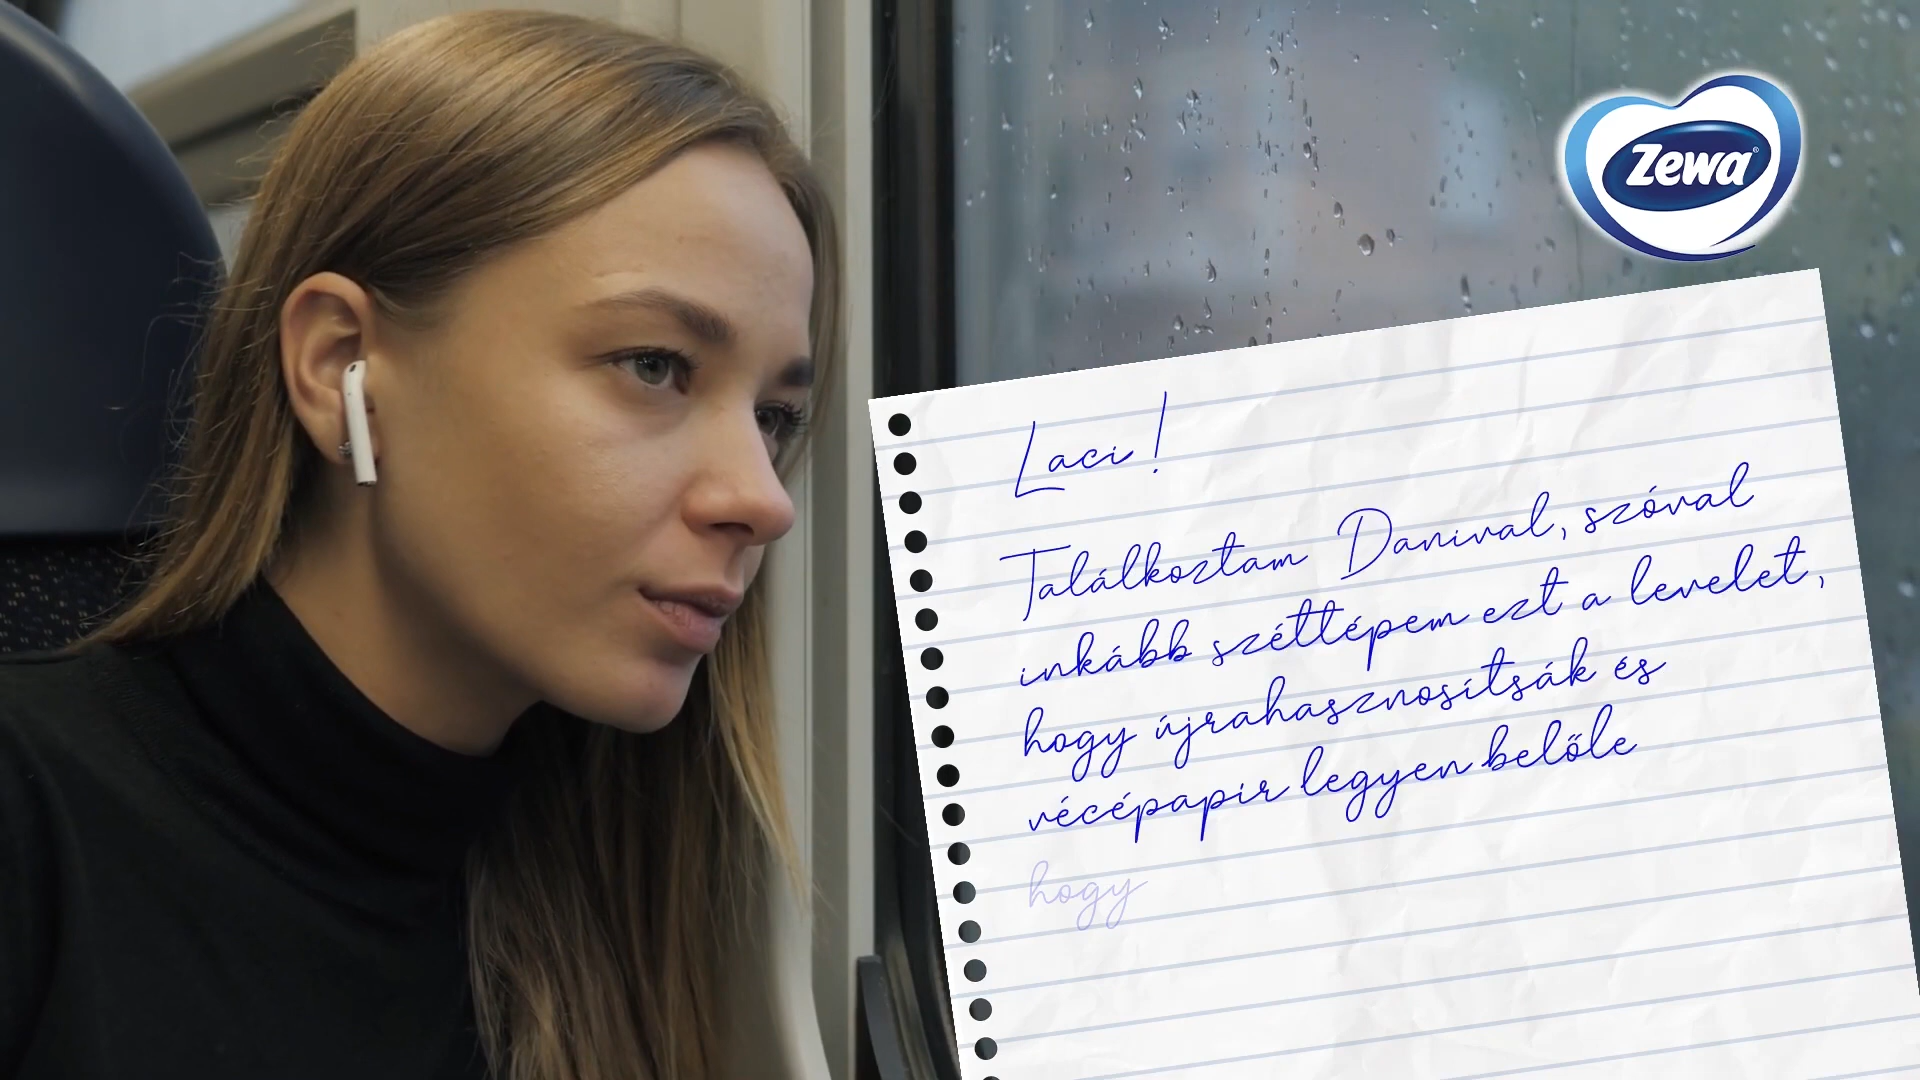 Zewa
Laci!
Találkoztam Danival, szóval
inkább széttépem ezt a levelet,
hogy újrahasznosítsák és
vécépapír legyen belőle
hogy